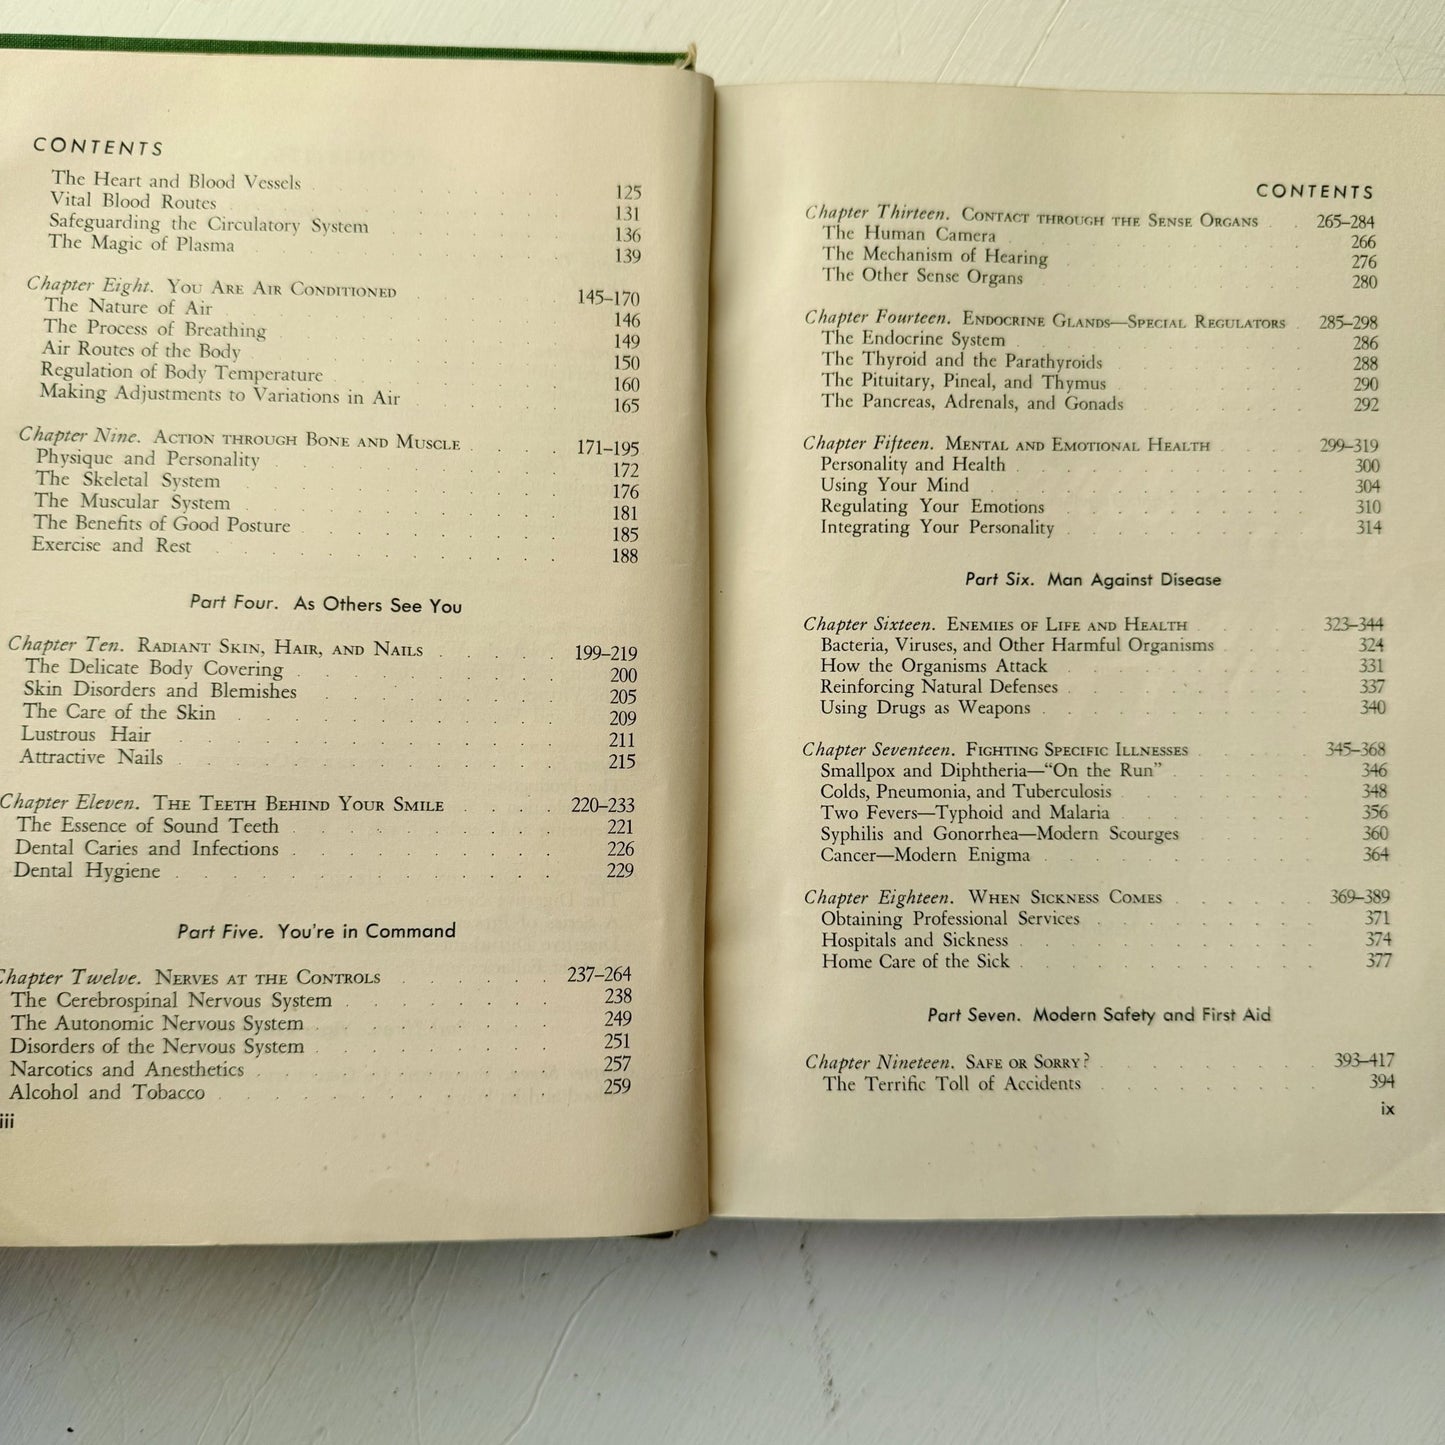 CONTENTS
The Heart and Blood Vessels 125
Vital Blood Routes 131
Safeguarding the Circulatory System 136
The Magic of Plasma 139
Chapter Eight. You Are Air Conditioned 145–170
The Nature of Air 146
The Process of Breathing 149
Air Routes of the Body 150
Regulation of Body Temperature 160
Making Adjustments to Variations in Air 165
Chapter Nine. Action through Bone and Muscle 171–195
Physique and Personality 172
The Skeletal System 176
The Muscular System 181
The Benefits of Good Posture 185
Exercise and Rest 188
Part Four. As Others See You
Chapter Ten. Radiant Skin, Hair, and Nails 199–219
The Delicate Body Covering 200
Skin Disorders and Blemishes 205
The Care of the Skin 209
Lustrous Hair 211
Attractive Nails 215
Chapter Eleven. The Teeth Behind Your Smile 220–233
The Essence of Sound Teeth 221
Dental Caries and Infections 226
Dental Hygiene 229
Part Five. You're in Command
Chapter Twelve. Nerves at the Controls 237–264
The Cerebrospinal Nervous System 238
The Autonomic Nervous System 249
Disorders of the Nervous System 251
Narcotics and Anesthetics 257
Alcohol and Tobacco 259
iii
CONTENTS
Chapter Thirteen. Contact through the Sense Organs 265–284
The Human Camera 266
The Mechanism of Hearing 276
The Other Sense Organs 280
Chapter Fourteen. Endocrine Glands—Special Regulators 285–298
The Endocrine System 286
The Thyroid and the Parathyroids 288
The Pituitary, Pineal, and Thymus 290
The Pancreas, Adrenals, and Gonads 292
Chapter Fifteen. Mental and Emotional Health 299–319
Personality and Health 300
Using Your Mind 304
Regulating Your Emotions 310
Integrating Your Personality 314
Part Six. Man Against Disease
Chapter Sixteen. Enemies of Life and Health 323–344
Bacteria, Viruses, and Other Harmful Organisms 324
How the Organisms Attack 331
Reinforcing Natural Defenses 337
Using Drugs as Weapons 340
Chapter Seventeen. Fighting Specific Illnesses 345–368
Smallpox and Diphtheria—"On the Run" 346
Colds, Pneumonia, and Tuberculosis 348
Two Fevers—Typhoid and Malaria 356
Syphilis and Gonorrhea—Modern Scourges 360
Cancer—Modern Enigma 364
Chapter Eighteen. When Sickness Comes 369–389
Obtaining Professional Services 371
Hospitals and Sickness 374
Home Care of the Sick 377
Part Seven. Modern Safety and First Aid
Chapter Nineteen. Safe or Sorry? 393–417
The Terrific Toll of Accidents 394
ix